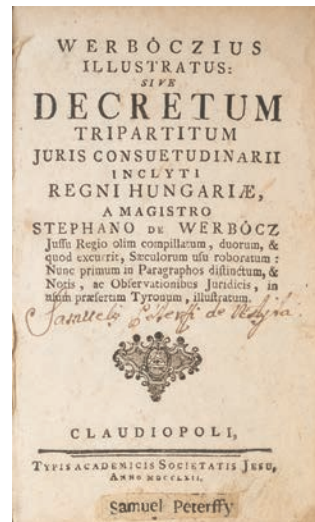 WERBÓCZIUS
ILLUSTRATUS:
SIVE
DECRETUM
TRIPARTITUM
JURIS CONSUETUDINARII
INCLYTI
REGNI HUNGARIÆ,
A MAGISTRO
STEPHANO DE WERBÖCZ
Jussu Regio olim compillatum, duorum, &
quod excurrit, Sæculorum usu roboratum:
Nunc primum in Paragraphos distinctum, &
Notis, ac Observationibus Juridicis, in
usum præsertim Tyronum, illustratum.
Samuelis de
CLAUDIOPOLI,
TYPIS ACADEMICIS SOCIETATIS JESU,
ANNO MDCCLXII.
Samuel Peterffy